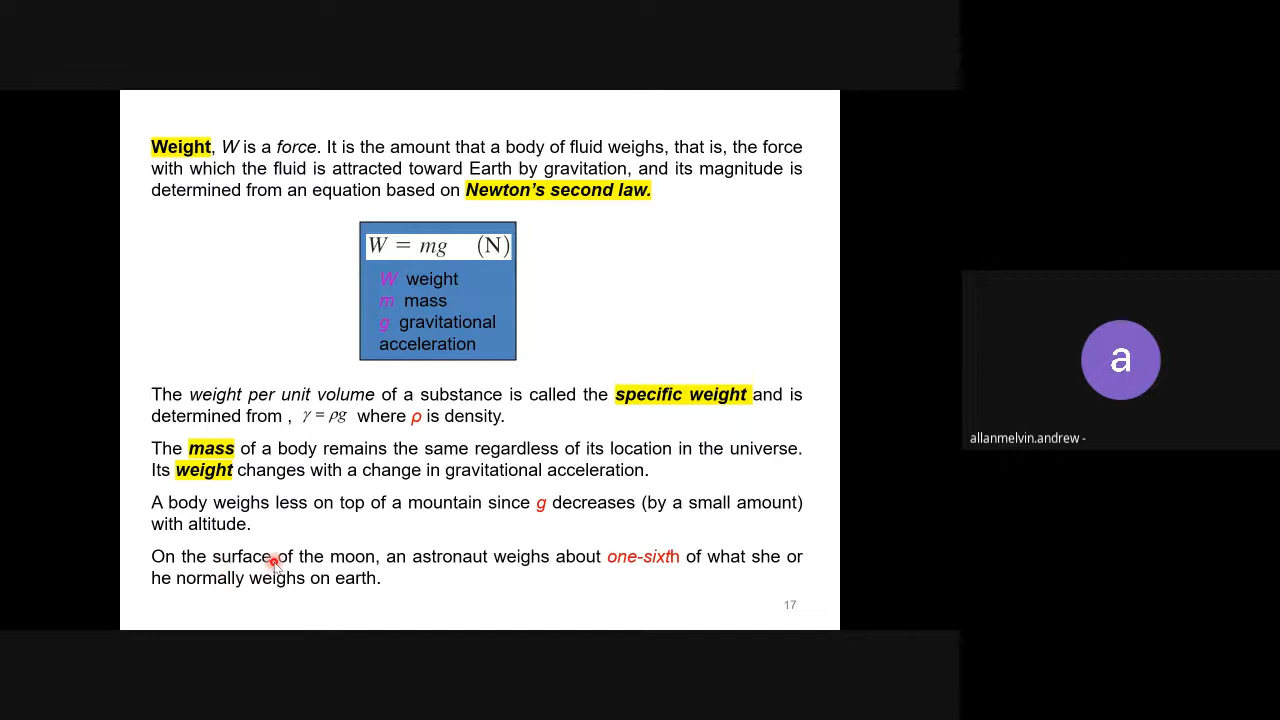 Weight, W is a force. It is the amount that a body of fluid weighs, that is, the force
with which the fluid is attracted toward Earth by gravitation, and its magnitude is
determined from an equation based on Newton's second law.
W = mg (N)
W weight
m mass
g gravitational
acceleration
The weight per unit volume of a substance is called the specific weight and is
determined from , γ = ρg where ρ is density.
The mass of a body remains the same regardless of its location in the universe.
Its weight changes with a change in gravitational acceleration.
A body weighs less on top of a mountain since g decreases (by a small amount)
with altitude.
On the surface of the moon, an astronaut weighs about one-sixth of what she or
he normally weighs on earth.
17
a
allanmelvin.andrew -